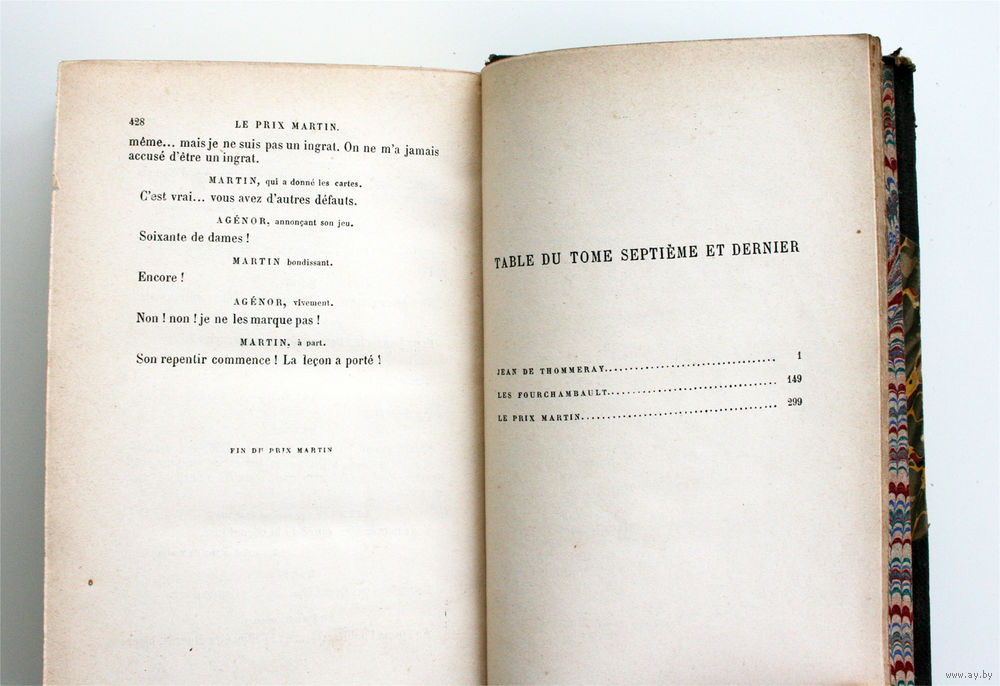 428
LE PRIX MARTIN.
même... mais je ne suis pas un ingrat. On ne m'a jamais
accusé d'être un ingrat.
MARTIN, qui a donné les cartes.
C'est vrai... vous avez d'autres défauts.
AGÉNOR, annonçant son jeu.
Soixante de dames !
MARTIN bondissant.
Encore !
AGÉNOR, vivement.
Non ! non ! je ne les marque pas !
MARTIN, à part.
Son repentir commence ! La leçon a porté !
FIN DU PRIX MARTIN
TABLE DU TOME SEPTIÈME ET DERNIER
JEAN DE THOMMERAY. 1
LES FOURCHAMBAULT. 149
LE PRIX MARTIN. 299
www.ay.by